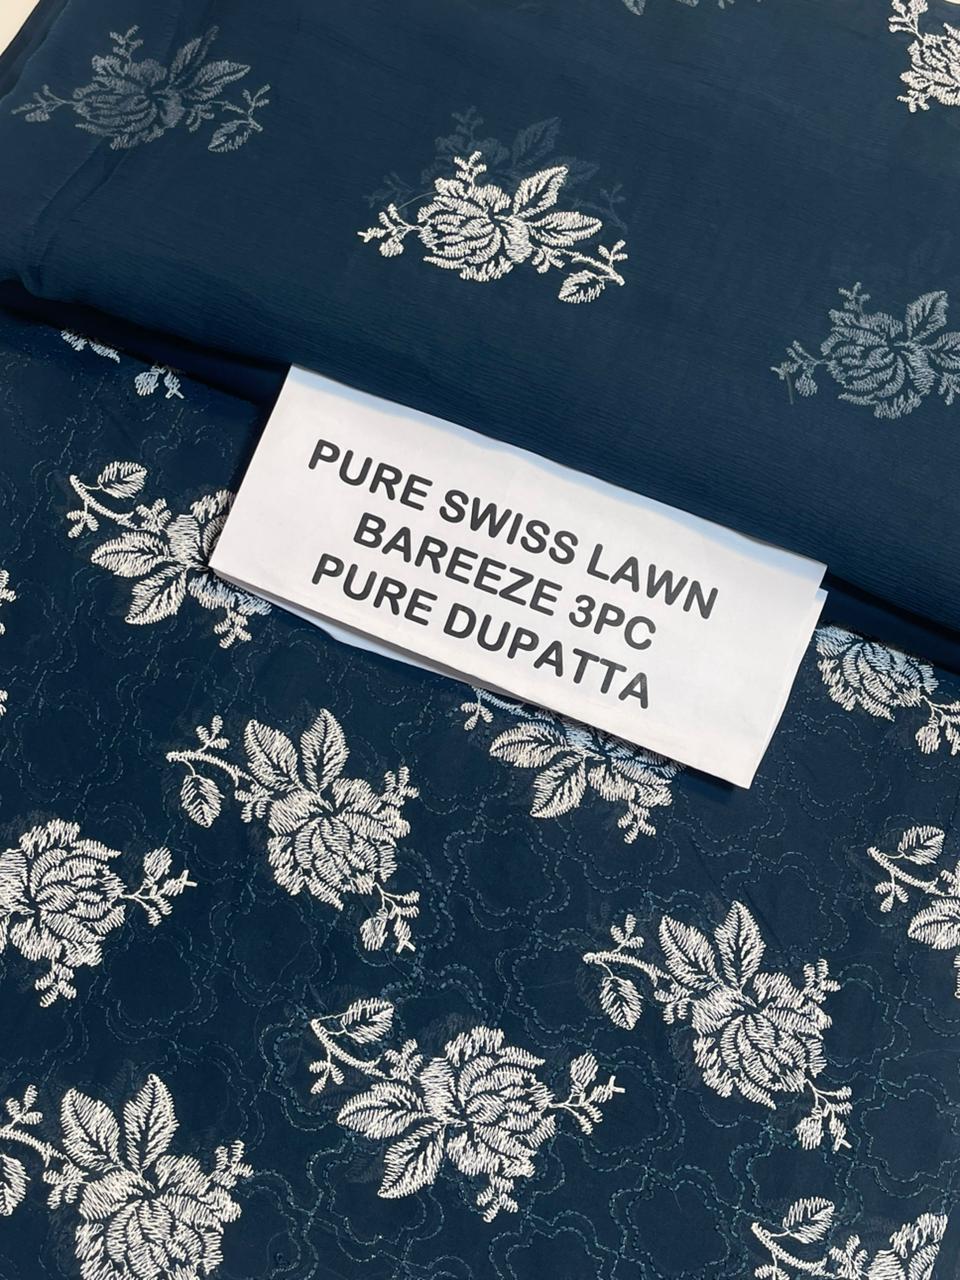 PURE SWISS LAWN
BAREEZE 3PC
PURE DUPATTA